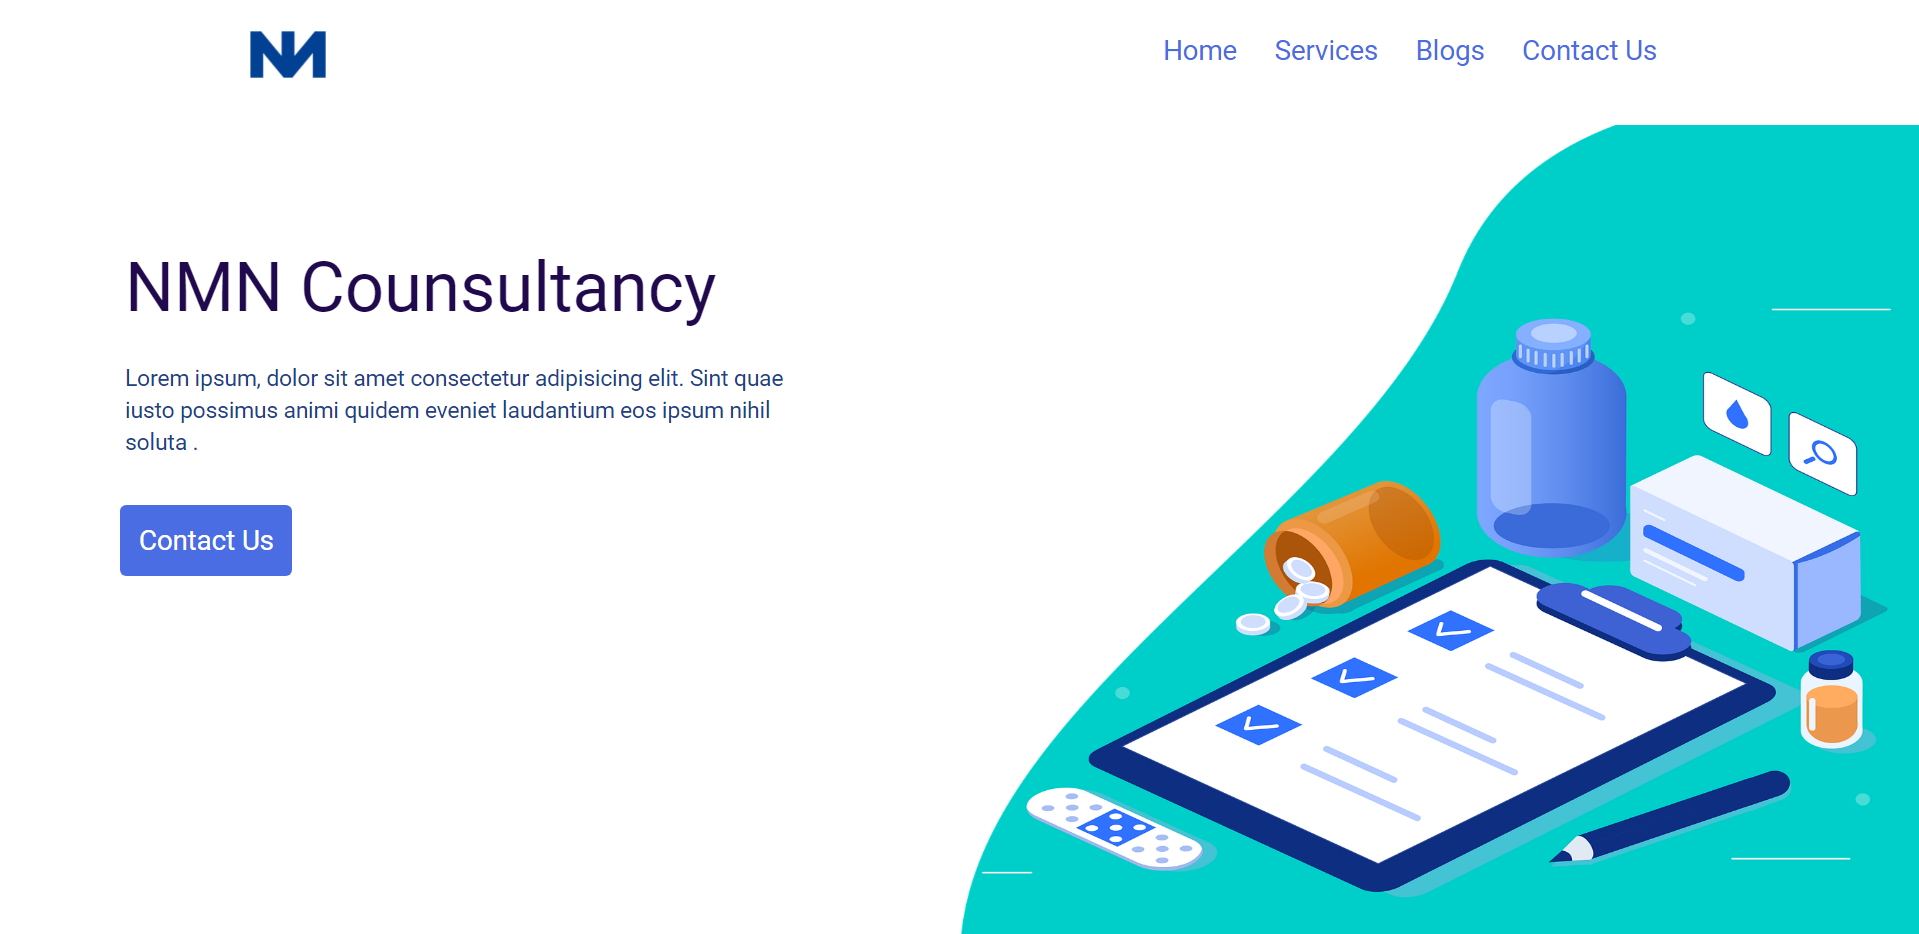 NM
Home Services Blogs Contact Us
NMN Counsultancy
Lorem ipsum, dolor sit amet consectetur adipisicing elit. Sint quae
iusto possimus animi quidem eveniet laudantium eos ipsum nihil
soluta .
Contact Us